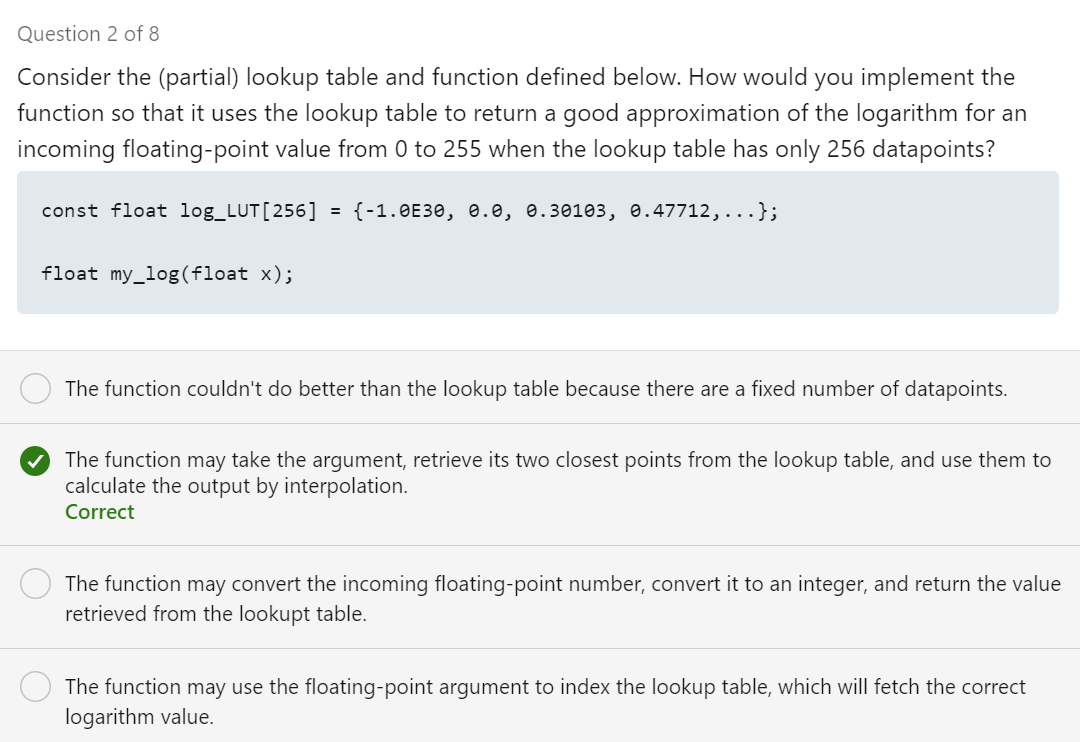 Question 2 of 8
Consider the (partial) lookup table and function defined below. How would you implement the
function so that it uses the lookup table to return a good approximation of the logarithm for an
incoming floating-point value from 0 to 255 when the lookup table has only 256 datapoints?
const float log_LUT[256] = {-1.0E30, 0.0, 0.30103, 0.47712,...};
float my_log(float x);
The function couldn't do better than the lookup table because there are a fixed number of datapoints.
The function may take the argument, retrieve its two closest points from the lookup table, and use them to
calculate the output by interpolation.
Correct
The function may convert the incoming floating-point number, convert it to an integer, and return the value
retrieved from the lookupt table.
The function may use the floating-point argument to index the lookup table, which will fetch the correct
logarithm value.